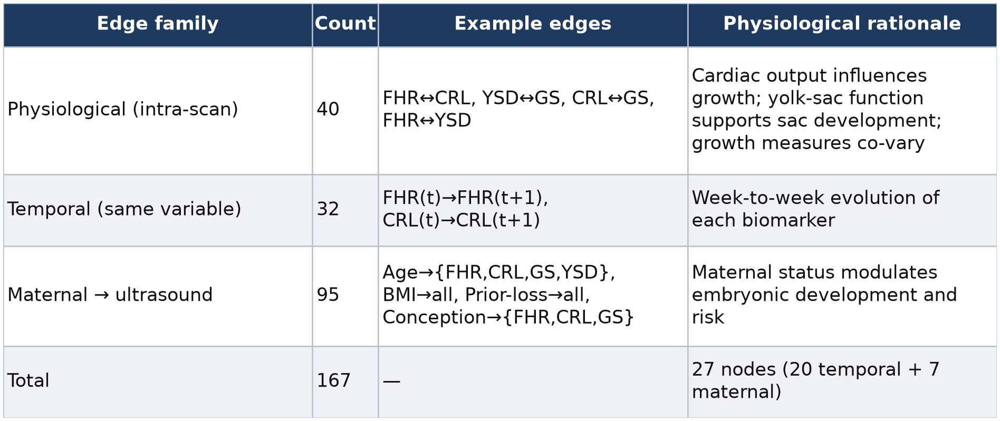 Edge family
Count
Example edges
Physiological rationale
Physiological (intra-scan)
40
FHR↔CRL, YSD↔GS, CRL↔GS,
FHR↔YSD
Cardiac output influences
growth; yolk-sac function
supports sac development;
growth measures co-vary
Temporal (same variable)
32
FHR(t)→FHR(t+1),
CRL(t)→CRL(t+1)
Week-to-week evolution of
each biomarker
Maternal → ultrasound
95
Age→{FHR,CRL,GS,YSD},
BMI→all, Prior-loss→all,
Conception→{FHR,CRL,GS}
Maternal status modulates
embryonic development and
risk
Total
167
—
27 nodes (20 temporal + 7
maternal)